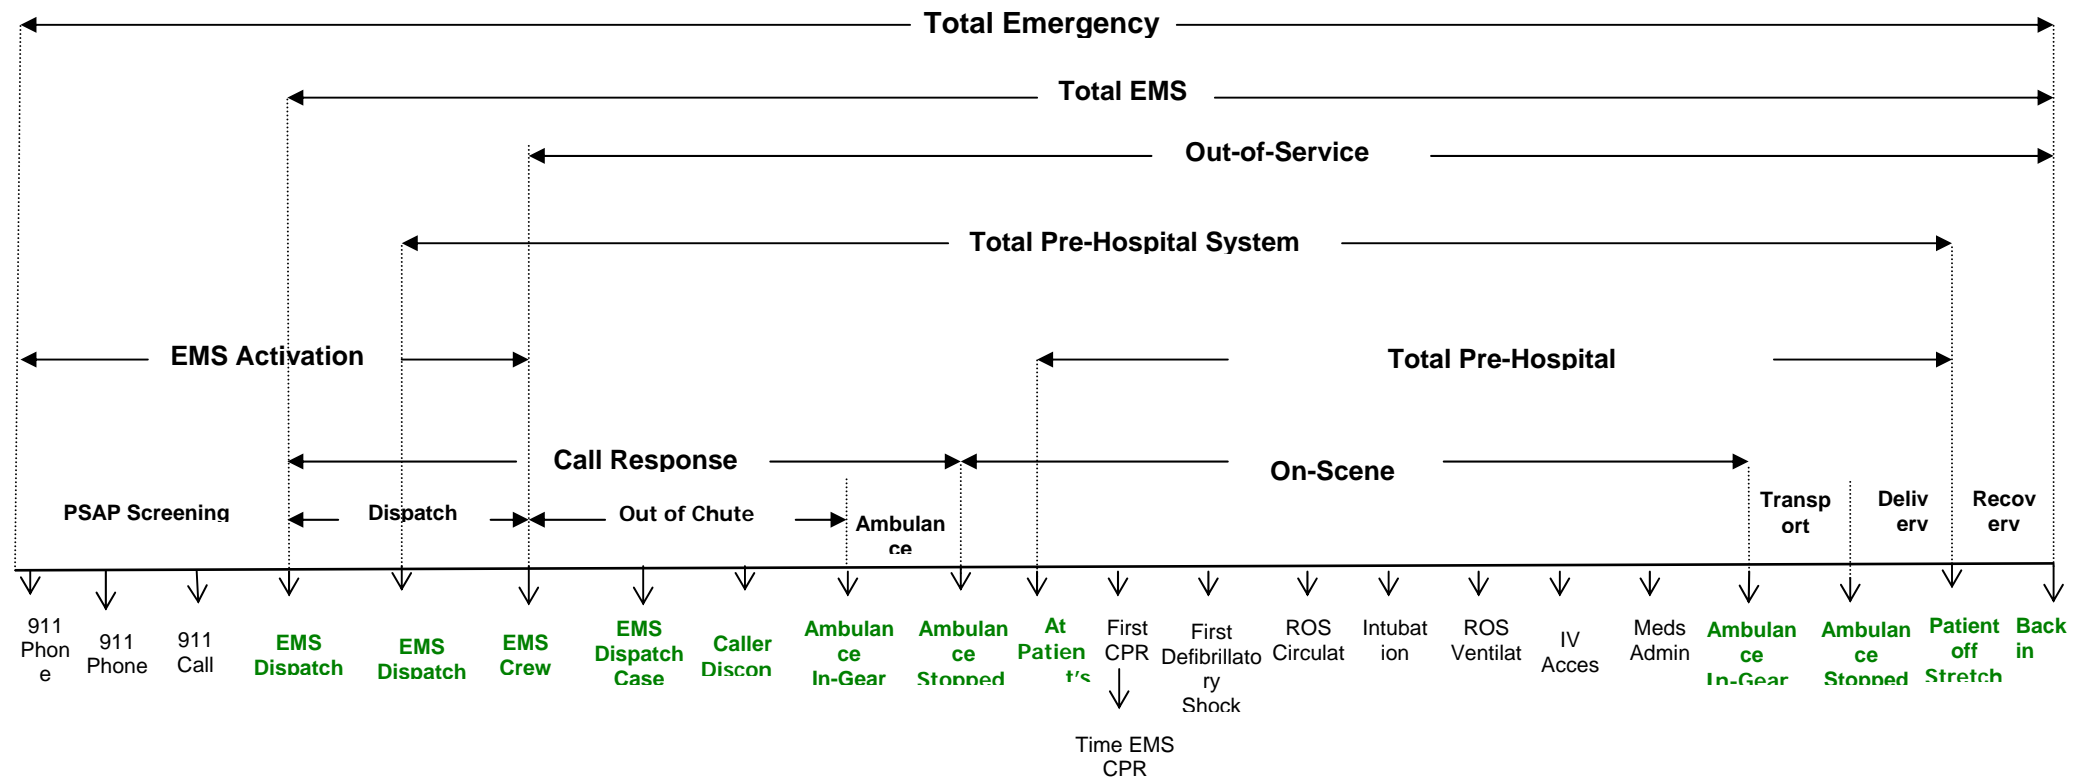 Total Emergency
Total EMS
Out-of-Service
Total Pre-Hospital System
EMS Activation
Total Pre-Hospital
Call Response
On-Scene
PSAP Screening
Dispatch
Out of Chute
Ambulan
ce
Transp
ort
Deliv
ery
Recov
ery
911
Phon
e
911
Phone
911
Call
EMS
Dispatch
EMS
Dispatch
EMS
Crew
EMS
Dispatch
Case
Caller
Discon
Ambulan
ce
In-Gear
Ambulan
ce
Stopped
At
Patien
t's
First
CPR
Time EMS
CPR
First
Defibrillato
ry
Shock
ROS
Circulat
Intubat
ion
ROS
Ventilat
IV
Acces
Meds
Admin
Ambulan
ce
In-Gear
Ambulan
ce
Stopped
Patient
off
Stretch
Back
in